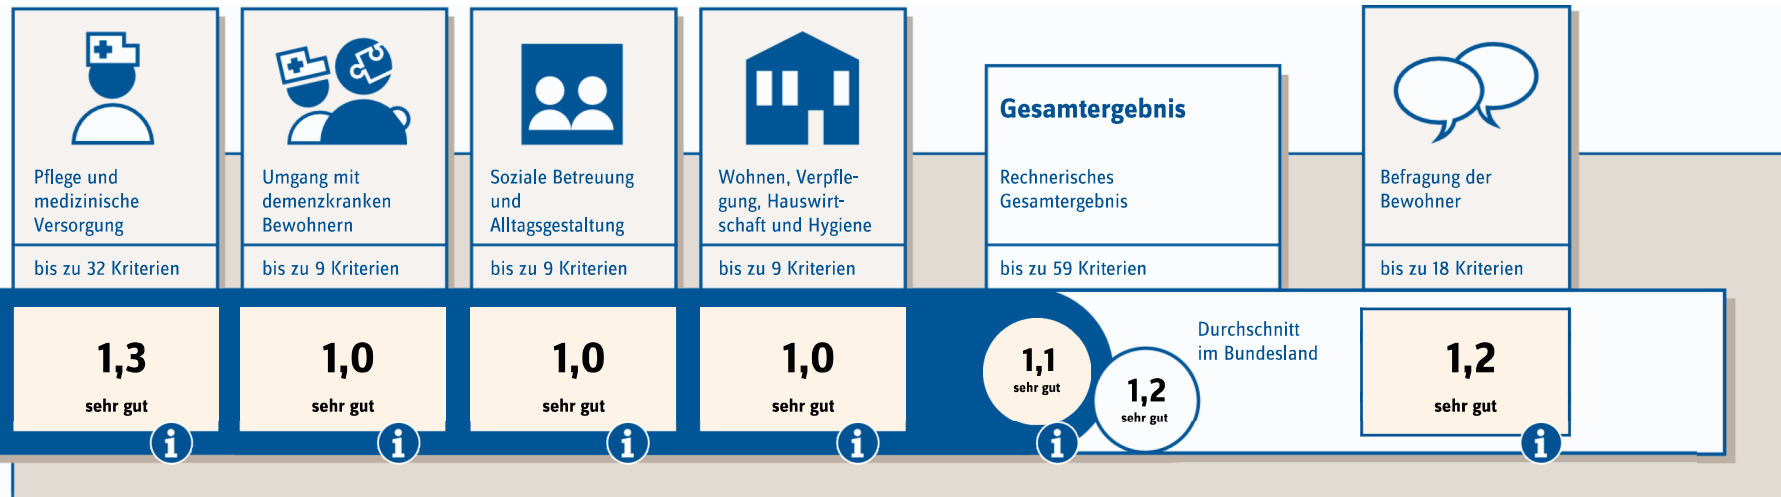 Pflege und
medizinische
Versorgung
bis zu 32 Kriterien
1,3
sehr gut
i
Umgang mit
demenzkranken
Bewohnern
bis zu 9 Kriterien
1,0
sehr gut
i
Soziale Betreuung
und
Alltagsgestaltung
bis zu 9 Kriterien
1,0
sehr gut
i
Wohnen, Verpfle-
gung, Hauswirt-
schaft und Hygiene
bis zu 9 Kriterien
1,0
sehr gut
i
Gesamtergebnis
Rechnerisches
Gesamtergebnis
bis zu 59 Kriterien
1,1
sehr gut
i
Durchschnitt
im Bundesland
1,2
sehr gut
Befragung der
Bewohner
bis zu 18 Kriterien
1,2
sehr gut
i